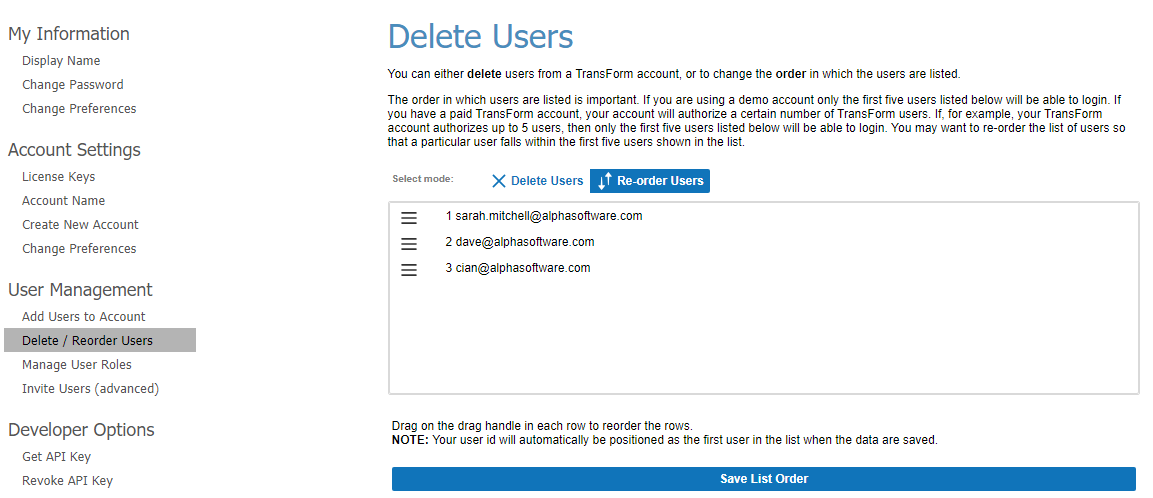 My Information
Display Name
Change Password
Change Preferences
Account Settings
License Keys
Account Name
Create New Account
Change Preferences
User Management
Add Users to Account
Delete / Reorder Users
Manage User Roles
Invite Users (advanced)
Developer Options
Get API Key
Revoke API Key
Delete Users
You can either delete users from a TransForm account, or to change the order in which the users are listed.
The order in which users are listed is important. If you are using a demo account only the first five users listed below will be able to login. If
you have a paid TransForm account, your account will authorize a certain number of TransForm users. If, for example, your TransForm
account authorizes up to 5 users, then only the first five users listed below will be able to login. You may want to re-order the list of users so
that a particular user falls within the first five users shown in the list.
Select mode: Delete Users Re-order Users
1 sarah.mitchell@alphasoftware.com
2 dave@alphasoftware.com
3 cian@alphasoftware.com
Drag on the drag handle in each row to reorder the rows.
NOTE: Your user id will automatically be positioned as the first user in the list when the data are saved.
Save List Order